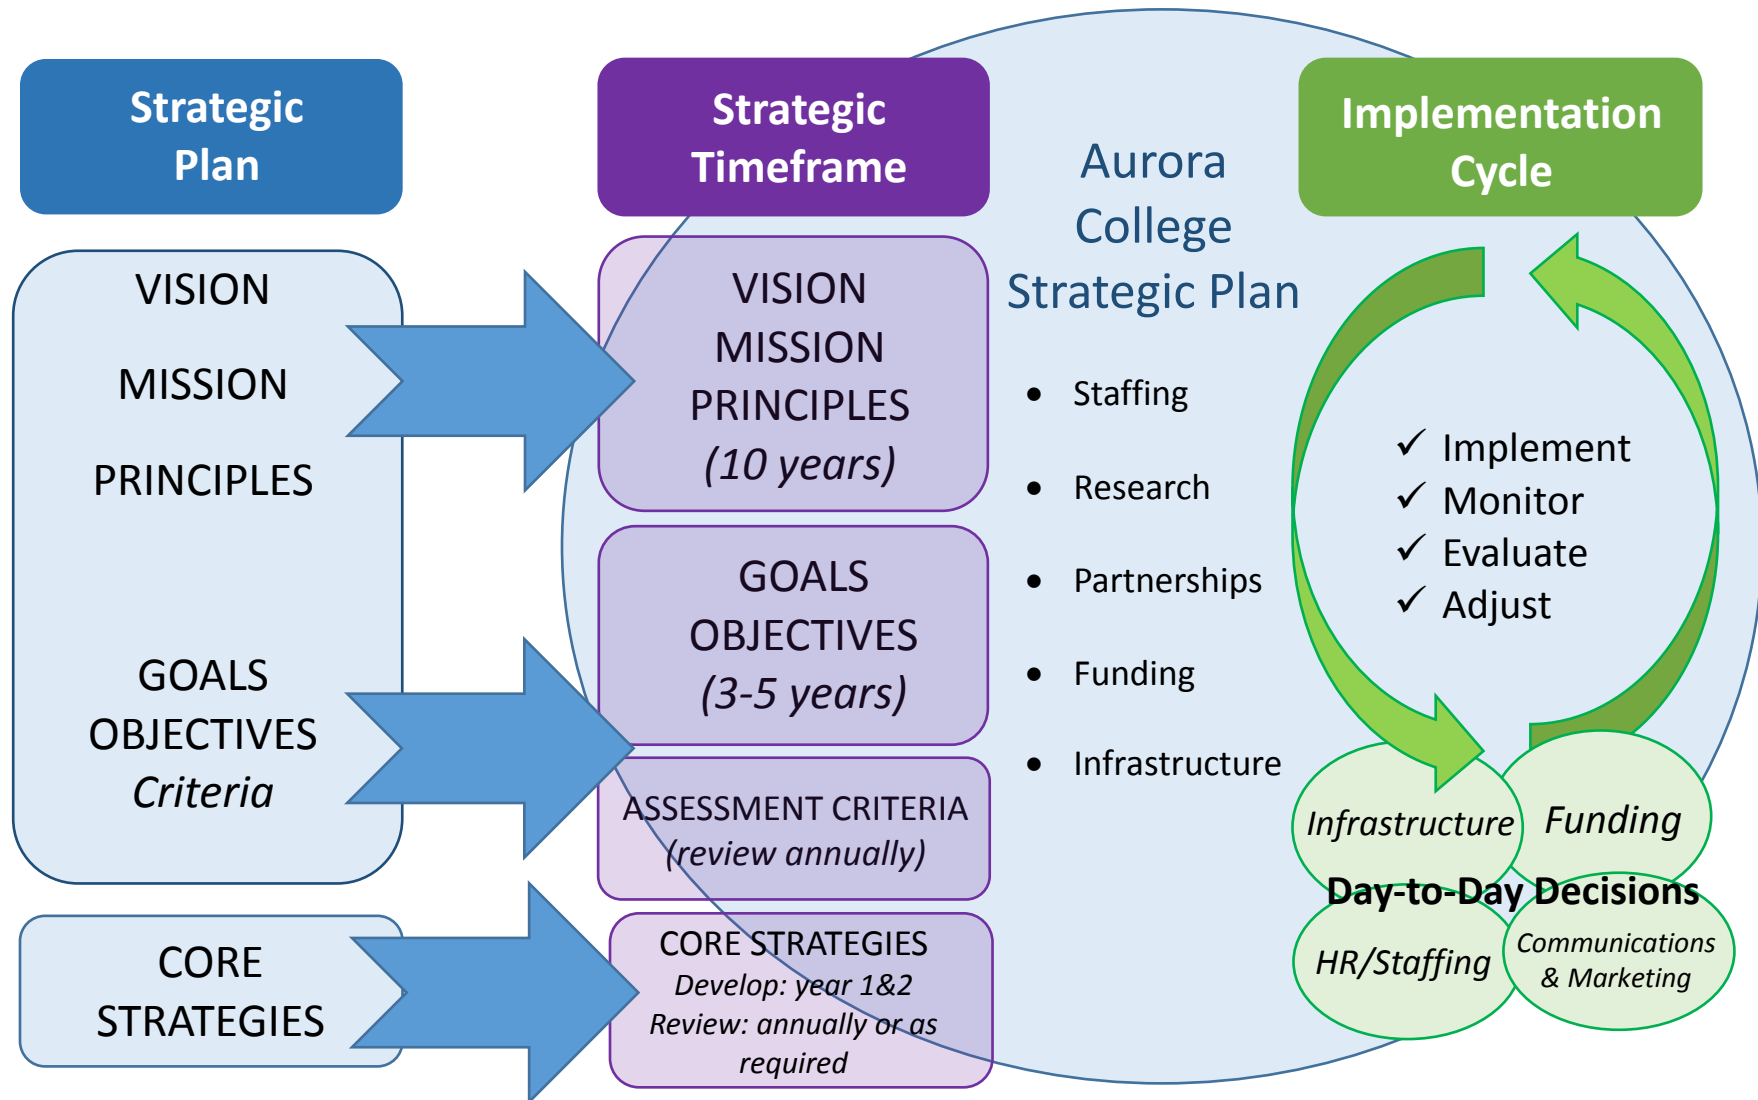 Strategic
Plan
VISION
MISSION
PRINCIPLES
GOALS
OBJECTIVES
Criteria
CORE
STRATEGIES
Strategic
Timeframe
VISION
MISSION
PRINCIPLES
(10 years)
GOALS
OBJECTIVES
(3-5 years)
ASSESSMENT CRITERIA
(review annually)
CORE STRATEGIES
Develop: year 1&2
Review: annually or as
required
Aurora
College
Strategic Plan
• Staffing
• Research
• Partnerships
• Funding
• Infrastructure
Implementation
Cycle
✓ Implement
✓ Monitor
✓ Evaluate
✓ Adjust
Infrastructure
Funding
Day-to-Day Decisions
HR/Staffing
Communications
& Marketing